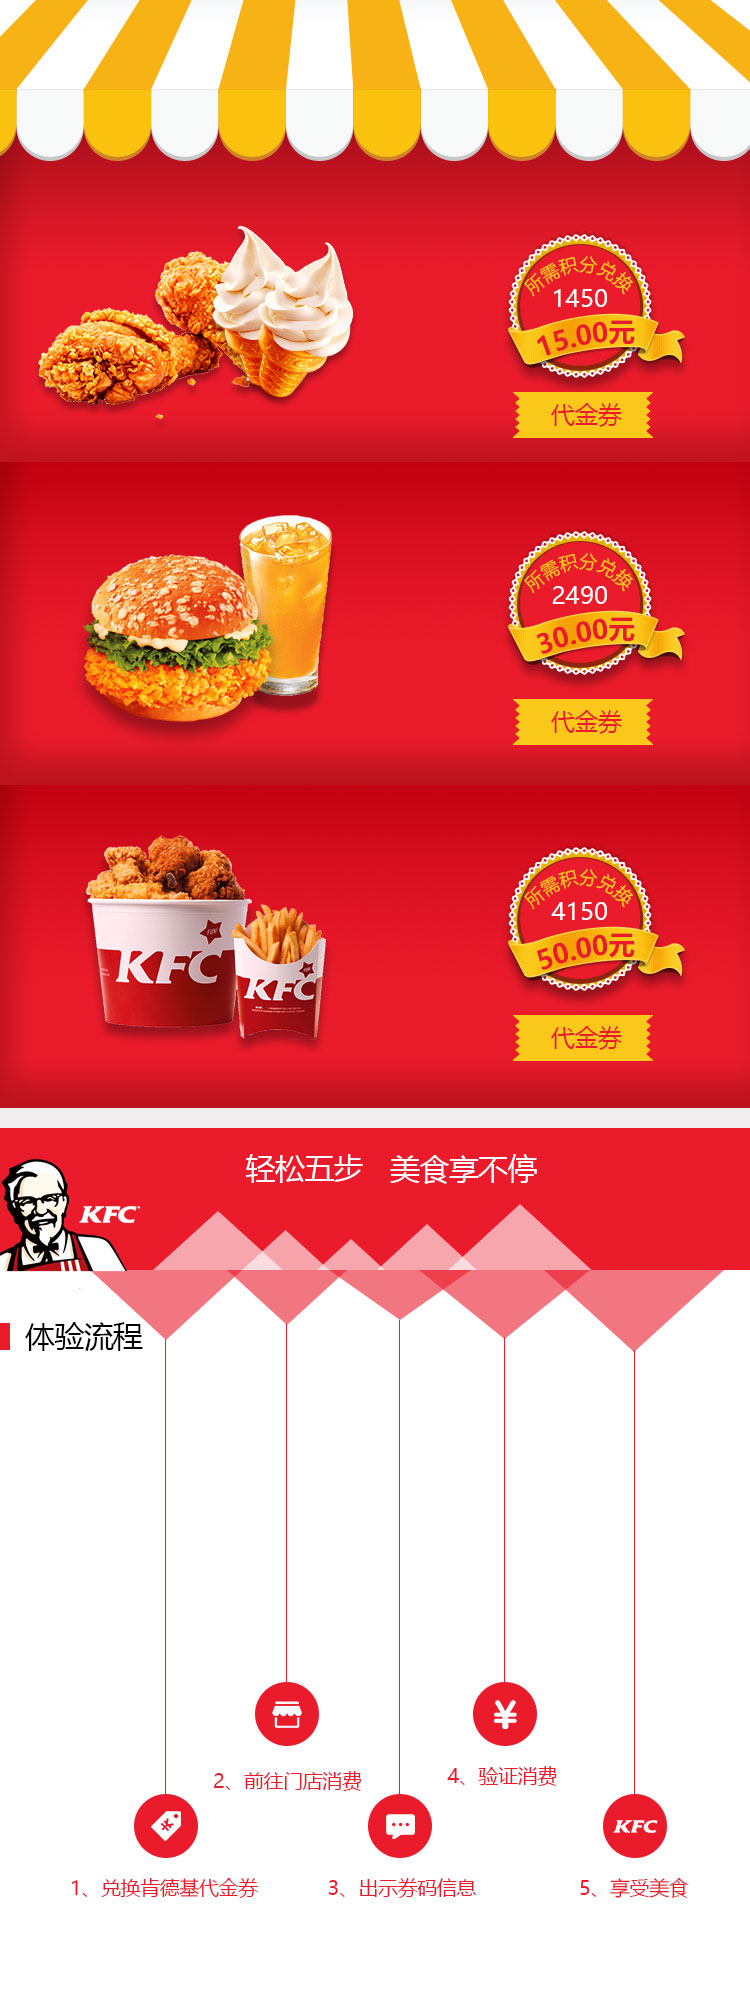 所需积分兑换
1450
15.00元
代金券
所需积分兑换
2490
30.00元
代金券
所需积分兑换
4150
50.00元
代金券
FUN!
KFC
KFC
轻松五步 美食享不停
KFC
体验流程
2、前往门店消费
4、验证消费
KFC
1、兑换肯德基代金券
3、出示券码信息
5、享受美食